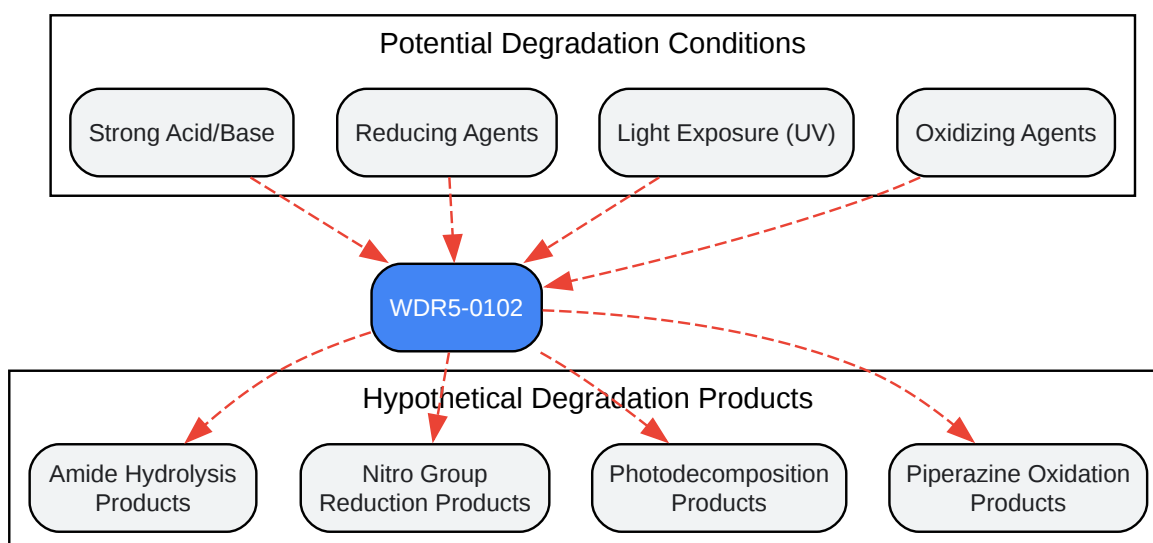 Potential Degradation Conditions
Strong Acid/Base
Reducing Agents
Light Exposure (UV)
Oxidizing Agents
WDR5-0102
Hypothetical Degradation Products
Amide Hydrolysis
Products
Nitro Group
Reduction Products
Photodecomposition
Products
Piperazine Oxidation
Products